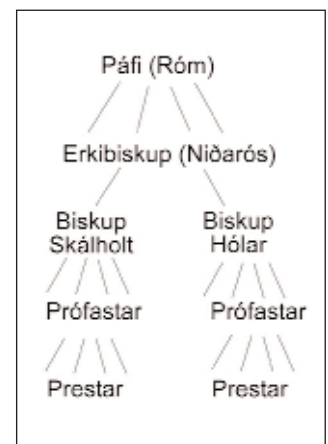 Páfi (Róm)
Erkibiskup (Niðarós)
Biskup Skálholt
Biskup Hólar
Prófastar
Prófastar
Prestar
Prestar